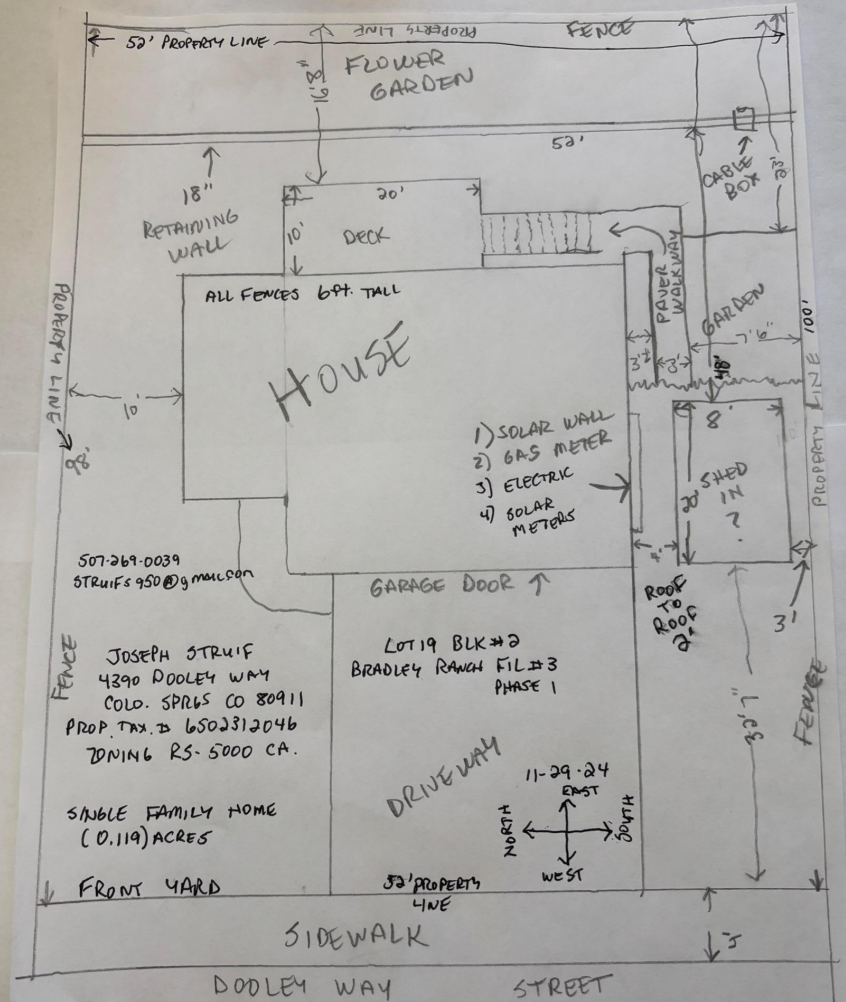 52' PROPERTY LINE
PROPERTY LINE
FENCE
FLOWER
GARDEN
16'.8"
52'
CABLE
BOX
23'
18"
RETAINING
WALL
20'
10'
DECK
PAVER
WALKWAY
GARDEN
ALL FENCES 6ft. TALL
HOUSE
PROPERTY LINE
10'
3'
7'.6"
48'
100'
PROPERTY LINE
8'
20'
SHED
IN
?
1) SOLAR WALL
2) GAS METER
3) ELECTRIC
4) SOLAR
METERS
507-269-0039
GARAGE DOOR
ROOF
TO
ROOF
3'
FENCE
JOSEPH STRUIF
4390 DOOLEY WAY
COLO. SPRGS CO 80911
PROP. TAX. ID 6502312046
ZONING RS-5000 CA.
LOT 19 BLK#2
BRADLEY RANCH FIL#3
PHASE 1
FENCE
SINGLE FAMILY HOME
(0.119) ACRES
DRIVEWAY
11-29-24
EAST
NORTH
SOUTH
WEST
FRONT YARD
52' PROPERTY
LINE
SIDEWALK
DOOLEY WAY STREET